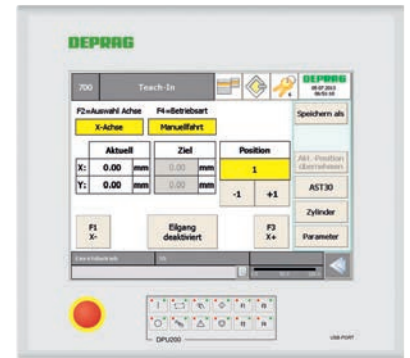 DEPRAG
700 Teach-In
DEPRAG
F2=Auswahl Achse F4=Betriebsart
Speichern als
X-Achse Manuellfahrt
Aktuell Ziel Position
Akt. Position
übernehmen
X: 0.00 mm 0.00 mm 1
Y: 0.00 mm 0.00 mm
-1 +1
AST30
Zylinder
F1
X-
Eilgang
deaktiviert
F3
X+
Parameter
DPU200
USB-PORT